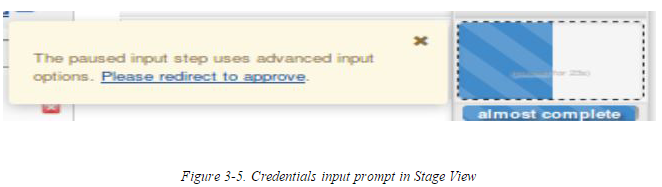 The paused input step uses advanced input
options. Please redirect to approve.
almost complete
Figure 3-5. Credentials input prompt in Stage View